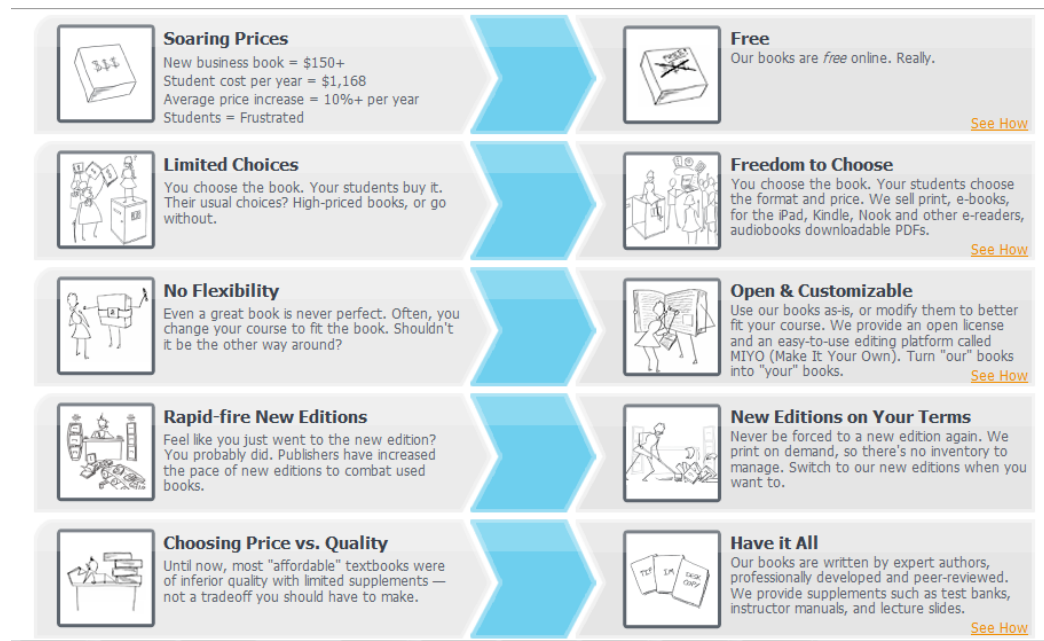 Soaring Prices
New business book = $150+
Student cost per year = $1,168
Average price increase = 10%+ per year
Students = Frustrated
Free
Our books are free online. Really.
See How
Limited Choices
You choose the book. Your students buy it.
Their usual choices? High-priced books, or go
without.
Freedom to Choose
You choose the book. Your students choose
the format and price. We sell print, e-books,
for the iPad, Kindle, Nook and other e-readers,
audiobooks downloadable PDFs.
See How
No Flexibility
Even a great book is never perfect. Often, you
change your course to fit the book. Shouldn't
it be the other way around?
Open & Customizable
Use our books as-is, or modify them to better
fit your course. We provide an open license
and an easy-to-use editing platform called
MIYO (Make It Your Own). Turn "our" books
into "your" books.
See How
Rapid-fire New Editions
Feel like you just went to the new edition?
You probably did. Publishers have increased
the pace of new editions to combat used
books.
New Editions on Your Terms
Never be forced to a new edition again. We
print on demand, so there's no inventory to
manage. Switch to our new editions when you
want to.
Choosing Price vs. Quality
Until now, most "affordable" textbooks were
of inferior quality with limited supplements —
not a tradeoff you should have to make.
IM
DESK
COPY
Have it All
Our books are written by expert authors,
professionally developed and peer-reviewed.
We provide supplements such as test banks,
instructor manuals, and lecture slides.
See How